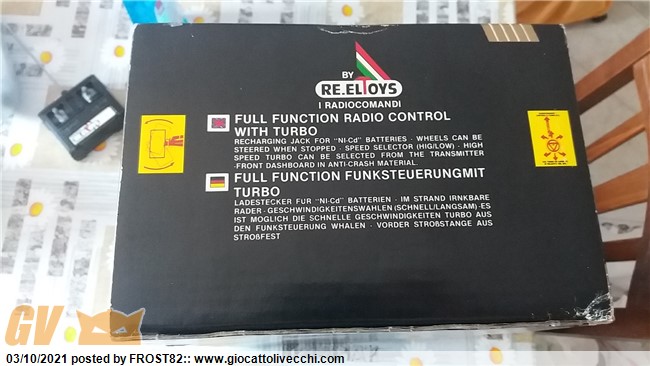 BY
RE.ELTOYS
I RADIOCOMANDI
FULL FUNCTION RADIO CONTROL
WITH TURBO
RECHARGING JACK FOR "NI-Cd" BATTERIES - WHEELS CAN BE
STEERED WHEN STOPPED - SPEED SELECTOR (HIG/LOW) - HIGH
SPEED TURBO CAN BE SELECTED FROM THE TRANSMITTER
-FRONT DASHBOARD IN ANTI-CRASH MATERIAL.
FULL FUNCTION FUNKSTEUERUNGMIT
TURBO
LADESTECKER FUR "NI-Cd" BATTERIEN - IM STRAND IRNKBARE
RADER - GESCHWINDIGKEITENSWAHLEN (SCHNELL/LANGSAM) -ES
IST MOGLICH DIE SCHNELLE GESCHWINDIGKEITEN TURBO AUS
DEN FUNKSTEUERUNG WHALEN - VORDER STROßSTANGE AUS
STROßFEST
GV
03/10/2021 posted by FROST82:: www.giocattolivecchi.com